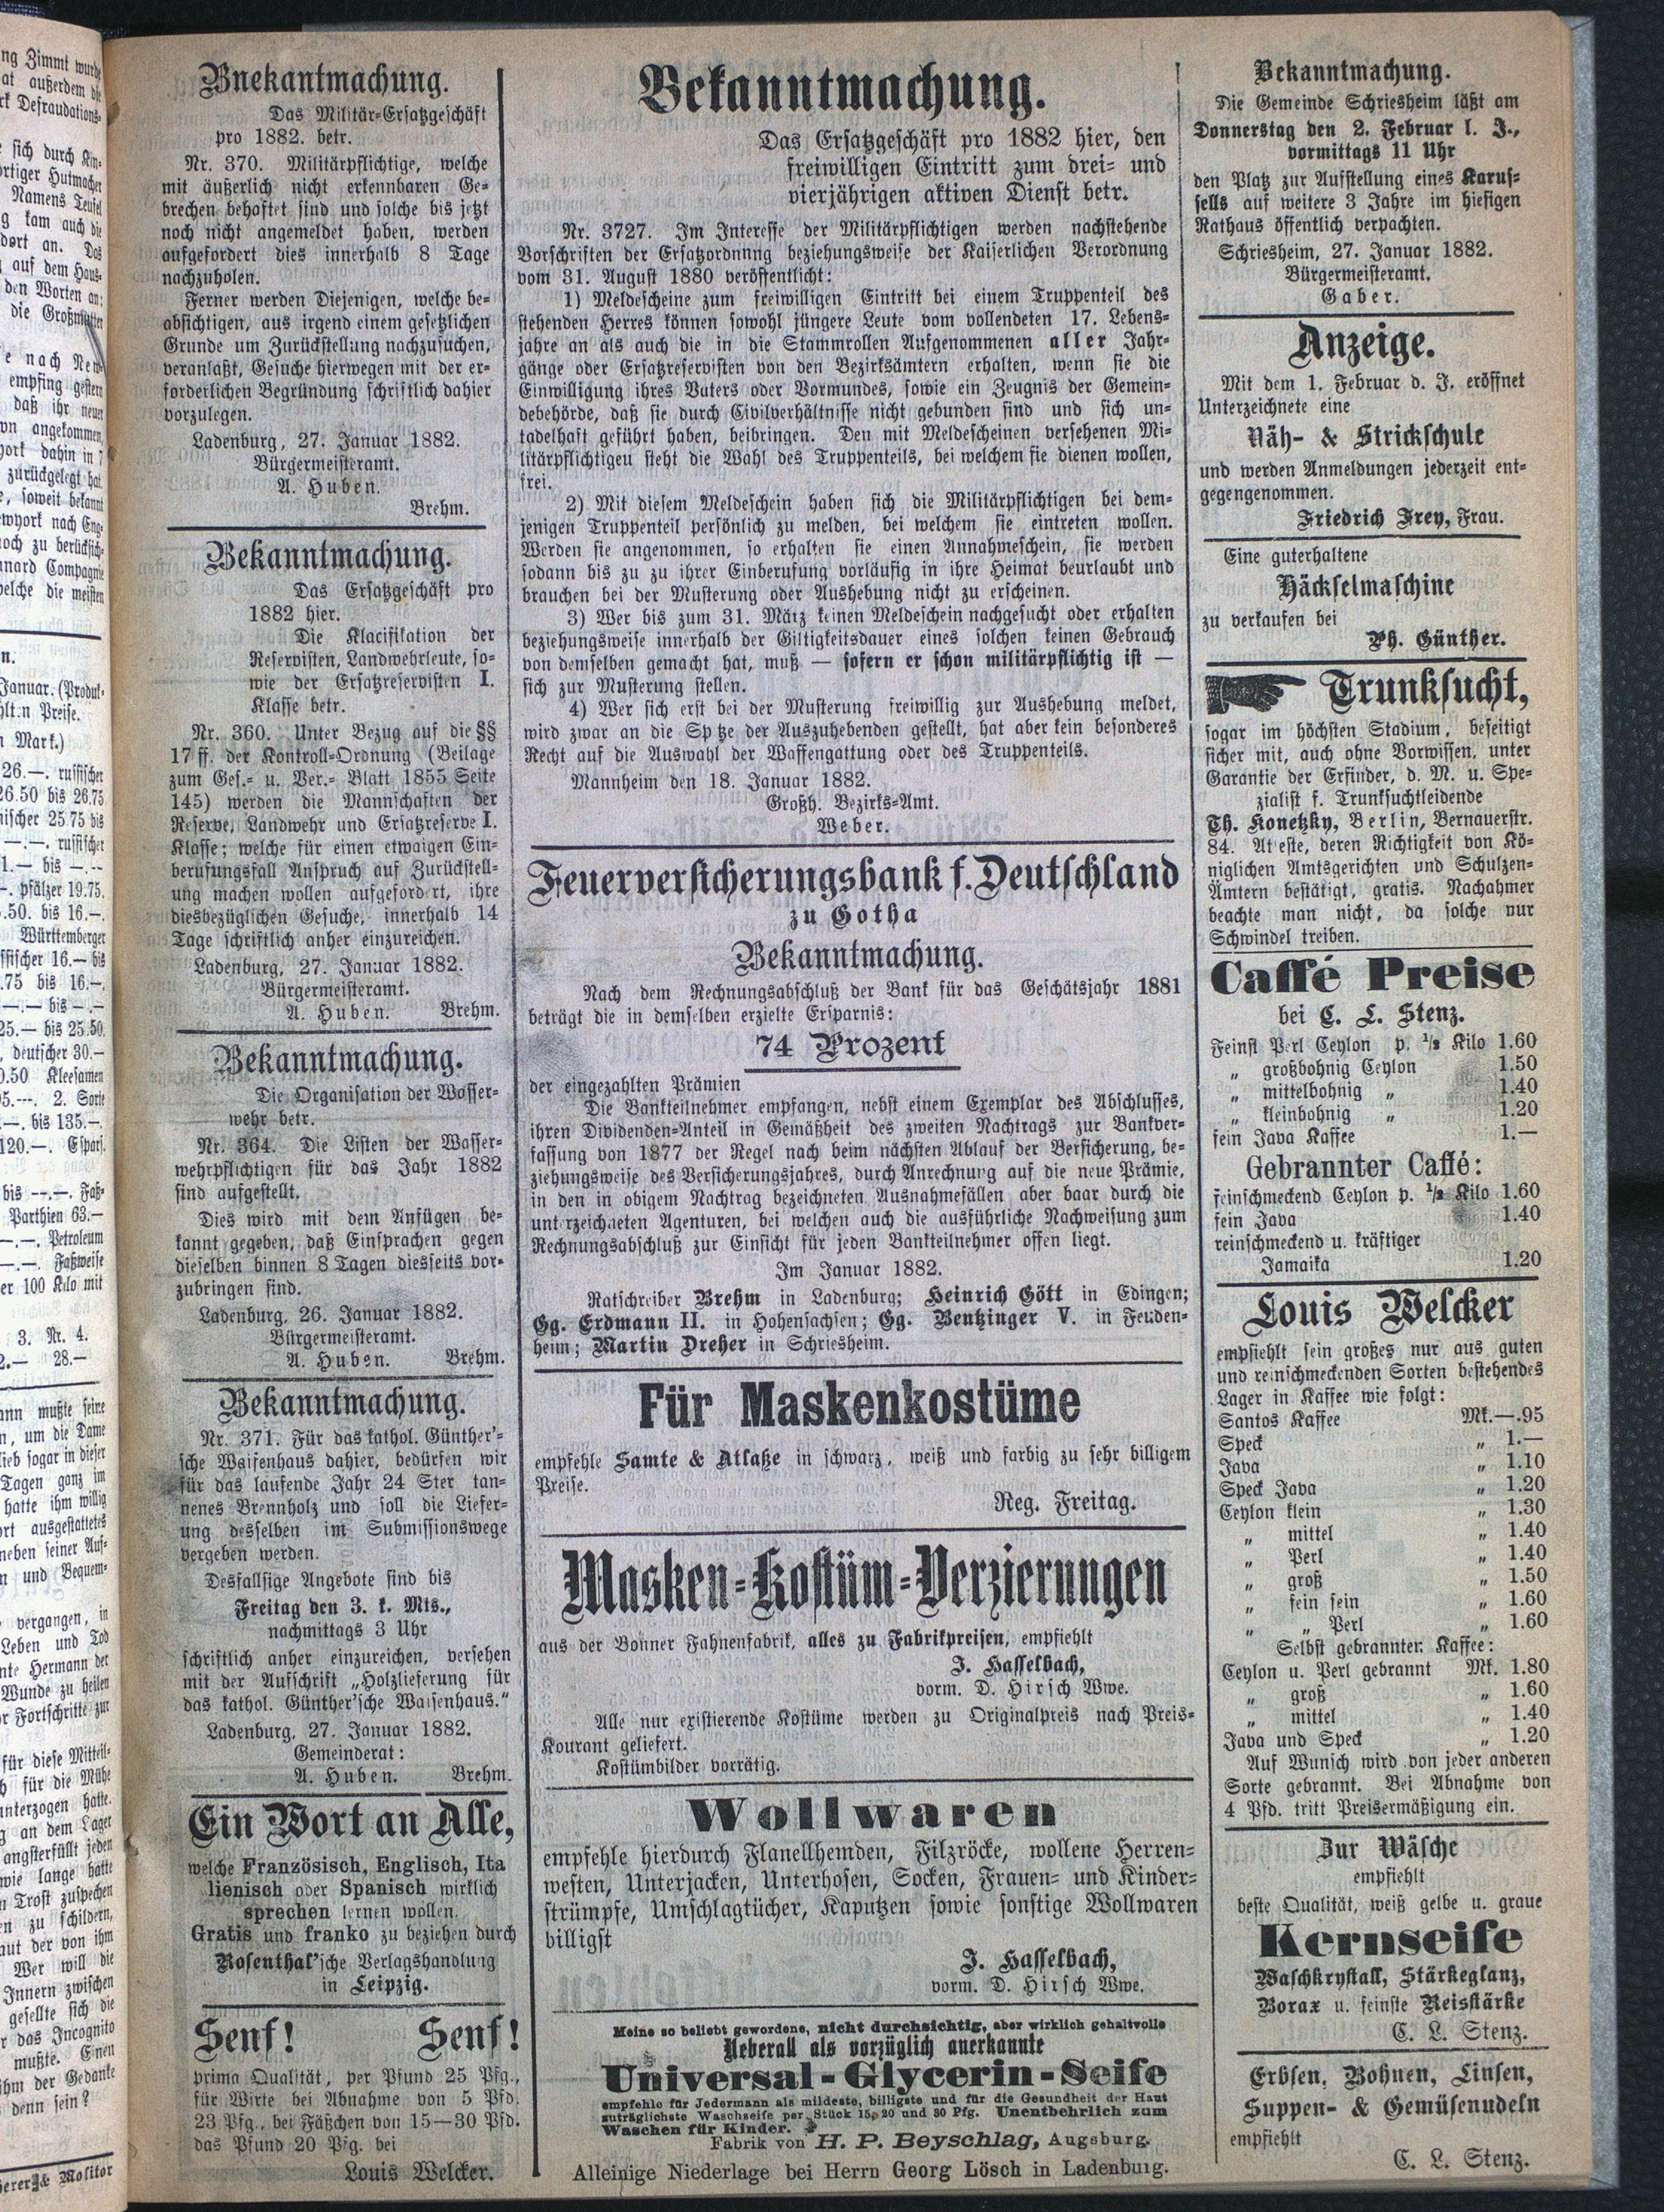 Bnekantmachung.
Das Militär-Ersatzgeschäft
pro 1882. betr.
Nr. 370. Militärpflichtige, welche
mit äußerlich nicht erkennbaren Ge-
brechen behaftet sind und solche bis jetzt
noch nicht angemeldet haben, werden
aufgefordert dies innerhalb 8 Tage
nachzuholen.
Ferner werden Diejenigen, welche be-
absichtigen, aus irgend einem gesetzlichen
Grunde um Zurückstellung nachzusuchen,
veranlaßt, Gesuche hierwegen mit der er-
forderlichen Begründung schriftlich dahier
vorzulegen.
Ladenburg, 27. Januar 1882.
Bürgermeisteramt.
A. Huben.
Brehm.
Bekanntmachung.
Das Ersatzgeschäft pro
1882 hier.
Die Klacifikation der
Reservisten, Landwehrleute, so-
wie der Ersatzreservisten I.
Klasse betr.
Nr. 360. Unter Bezug auf die §§
17 ff. der Kontroll-Ordnung (Beilage
zum Ges.- u. Ver.- Blatt 1855 Seite
145) werden die Mannschaften der
Reserve, Landwehr und Ersatzreserve I.
Klasse; welche für einen etwaigen Ein-
berufungsfall Anspruch auf Zurückstell-
ung machen wollen aufgefordert, ihre
diesbezüglichen Gesuche, innerhalb 14
Tage schriftlich anher einzureichen.
Ladenburg, 27. Januar 1882.
Bürgermeisteramt.
A. Huben. Brehm.
Bekanntmachung.
Die Organisation der Wasser-
wehr betr.
Nr. 364. Die Listen der Wasser-
wehrpflichtigen für das Jahr 1882
sind aufgestellt.
Dies wird mit dem Anfügen be-
kannt gegeben, daß Einsprachen gegen
dieselben binnen 8 Tagen diesseits vor-
zubringen sind.
Ladenburg, 26. Januar 1882.
Bürgermeisteramt.
A. Huben. Brehm.
Bekanntmachung.
Nr. 371. Für das kathol. Günther'-
sche Waisenhaus dahier, bedürfen wir
für das laufende Jahr 24 Ster tan-
nenes Brennholz und soll die Liefer-
ung desselben im Submissionswege
vergeben werden.
Desfallsige Angebote sind bis
Freitag den 3. k. Mts.,
nachmittags 3 Uhr
schriftlich anher einzureichen, versehen
mit der Aufschrift „Holzlieferung für
das kathol. Günther'sche Waisenhaus."
Ladenburg, 27. Januar 1882.
Gemeinderat:
A. Huben. Brehm.
Ein Wort an Alle,
welche Französisch, Englisch, Ita
lienisch oder Spanisch wirklich
sprechen lernen wollen.
Gratis und franko zu beziehen durch
Rosenthal'sche Verlagshandlung
in Leipzig.
Senf! Senf!
prima Qualität, per Pfund 25 Pfg.,
für Wirte bei Abnahme von 5 Pfd.
23 Pfg., bei Fäßchen von 15—30 Pfd.
das Pfund 20 Pfg. bei
Louis Welcker.
Bekanntmachung.
Das Ersatzgeschäft pro 1882 hier, den
freiwilligen Eintritt zum drei- und
vierjährigen aktiven Dienst betr.
Nr. 3727. Im Interesse der Militärpflichtigen werden nachstehende
Vorschriften der Ersatzordnung beziehungsweise der Kaiserlichen Verordnung
vom 31. August 1880 veröffentlicht:
1) Meldescheine zum freiwilligen Eintritt bei einem Truppenteil des
stehenden Herres können sowohl jüngere Leute vom vollendeten 17. Lebens-
jahre an als auch die in die Stammrollen Aufgenommenen aller Jahr-
gänge oder Ersatzreservisten von den Bezirksämtern erhalten, wenn sie die
Einwilligung ihres Vaters oder Vormundes, sowie ein Zeugnis der Gemein-
debehörde, daß sie durch Civilverhältnisse nicht gebunden sind und sich un-
tadelhaft geführt haben, beibringen. Den mit Meldescheinen versehenen Mi-
litärpflichtigeu steht die Wahl des Truppenteils, bei welchem sie dienen wollen,
frei.
2) Mit diesem Meldeschein haben sich die Militärpflichtigen bei dem-
jenigen Truppenteil persönlich zu melden, bei welchem sie eintreten wollen.
Werden sie angenommen, so erhalten sie einen Annahmeschein, sie werden
sodann bis zu zu ihrer Einberufung vorläufig in ihre Heimat beurlaubt und
brauchen bei der Musterung oder Aushebung nicht zu erscheinen.
3) Wer bis zum 31. März keinen Meldeschein nachgesucht oder erhalten
beziehungsweise innerhalb der Giltigkeitsdauer eines solchen keinen Gebrauch
von demselben gemacht hat, muß — sofern er schon militärpflichtig ist —
sich zur Musterung stellen.
4) Wer sich erst bei der Musterung freiwillig zur Aushebung meldet,
wird zwar an die Sp tze der Auszuhebenden gestellt, hat aber kein besonderes
Recht auf die Auswahl der Waffengattung oder des Truppenteils.
Mannheim den 18. Januar 1882.
Großh. Bezirks-Amt.
Weber.
Feuerversicherungsbank f. Deutschland
zu Gotha
Bekanntmachung.
Nach dem Rechnungsabschluß der Bank für das Geschätsjahr 1881
beträgt die in demselben erzielte Ersparnis:
74 Prozent
der eingezahlten Prämien
Die Bankteilnehmer empfangen, nebst einem Exemplar des Abschlusses,
ihren Dividenden-Anteil in Gemäßheit des zweiten Nachtrags zur Bankver-
fassung von 1877 der Regel nach beim nächsten Ablauf der Versicherung, be-
ziehungsweise des Versicherungsjahres, durch Anrechnung auf die neue Prämie,
in den in obigem Nachtrag bezeichneten Ausnahmefällen aber baar durch die
unterzeichneten Agenturen, bei welchen auch die ausführliche Nachweisung zum
Rechnungsabschluß zur Einsicht für jeden Bankteilnehmer offen liegt.
Im Januar 1882.
Ratschreiber Brehm in Ladenburg; Heinrich Gött in Edingen;
Gg. Erdmann II. in Hohensachsen; Gg. Bentzinger V. in Feuden-
heim; Martin Dreher in Schriesheim.
Für Maskenkostüme
empfehle Samte & Atlaße in schwarz, weiß und farbig zu sehr billigem
Preise.
Reg. Freitag.
Masken-Kostüm-Verzierungen
aus der Bonner Fahnenfabrik, alles zu Fabrikpreisen, empfiehlt
J. Hasselbach,
vorm. D. Hirsch Wwe.
Alle nur existierende Kostüme werden zu Originalpreis nach Preis-
Kourant geliefert.
Kostümbilder vorrätig.
Wollwaren
empfehle hierdurch Flanellhemden, Filzröcke, wollene Herren-
westen, Unterjacken, Unterhosen, Socken, Frauen- und Kinder-
strümpfe, Umschlagtücher, Kaputzen sowie sonstige Wollwaren
billigst
J. Hasselbach,
vorm. D. Hirsch Wwe.
Meine so beliebt gewordene, nicht durchsichtig, aber wirklich gehaltvolle
Ueberall als vorzüglich anerkannte
Universal-Glycerin-Seife
empfehle für Jedermann als mildeste, billigste und für die Gesundheit der Haut
zuträglichste Waschseife per Stück 15, 20 und 30 Pfg. Unentbehrlich zum
Waschen für Kinder.
Fabrik von H. P. Beyschlag, Augsburg.
Alleinige Niederlage bei Herrn Georg Lösch in Ladenburg.
Bekanntmachung.
Die Gemeinde Schriesheim läßt am
Donnerstag den 2. Februar l. J.,
vormittags 11 Uhr
den Platz zur Aufstellung eines Karus-
sells auf weitere 3 Jahre im hiesigen
Rathaus öffentlich verpachten.
Schriesheim, 27. Januar 1882.
Bürgermeisteramt.
Gaber.
Anzeige.
Mit dem 1. Februar d. J. eröffnet
Unterzeichnete eine
Näh- & Strickschule
und werden Anmeldungen jederzeit ent-
gegengenommen.
Friedrich Frey, Frau.
Eine guterhaltene
Häckselmaschine
zu verkaufen bei
Ph. Günther.
Trunksucht,
sogar im höchsten Stadium, beseitigt
sicher mit, auch ohne Vorwissen, unter
Garantie der Erfinder, d. M. u. Spe-
zialist f. Trunksuchtleidende
Th. Konetzky, Berlin, Bernauerstr.
84. At este, deren Richtigkeit von Kö-
niglichen Amtsgerichten und Schulzen-
Ämtern bestätigt, gratis. Nachahmer
beachte man nicht, da solche nur
Schwindel treiben.
Caffé Preise
bei C. L. Stenz.
Feinst Perl Ceylon p. ½ Kilo 1.60
„ großbohnig Ceylon 1.50
„ mittelbohnig „ 1.40
„ kleinbohnig „ 1.20
fein Java Kaffee 1.—
Gebrannter Caffé:
feinschmeckend Ceylon p. ½ Kilo 1.60
fein Java 1.40
reinschmeckend u. kräftiger
Jamaika 1.20
Louis Welcker
empfiehlt sein großes nur aus guten
und reinschmeckenden Sorten bestehendes
Lager in Kaffee wie folgt:
Santos Kaffee Mk.—.95
Speck „ 1.—
Java „ 1.10
Speck Java „ 1.20
Ceylon klein „ 1.30
„ mittel „ 1.40
„ Perl „ 1.40
„ groß „ 1.50
„ fein fein „ 1.60
„ „ Perl „ 1.60
Selbst gebrannten Kaffee:
Ceylon u. Perl gebrannt Mk. 1.80
„ groß „ 1.60
„ mittel „ 1.40
Java und Speck „ 1.20
Auf Wunsch wird von jeder anderen
Sorte gebrannt. Bei Abnahme von
4 Pfd. tritt Preisermäßigung ein.
Zur Wäsche
empfiehlt
beste Qualität, weiß gelbe u. graue
Kernseife
Waschkrystall, Stärkeglanz,
Borax u. feinste Reisstärke
C. L. Stenz.
Erbsen, Bohnen, Linsen,
Suppen- & Gemüsenudeln
empfiehlt
C. L. Stenz.